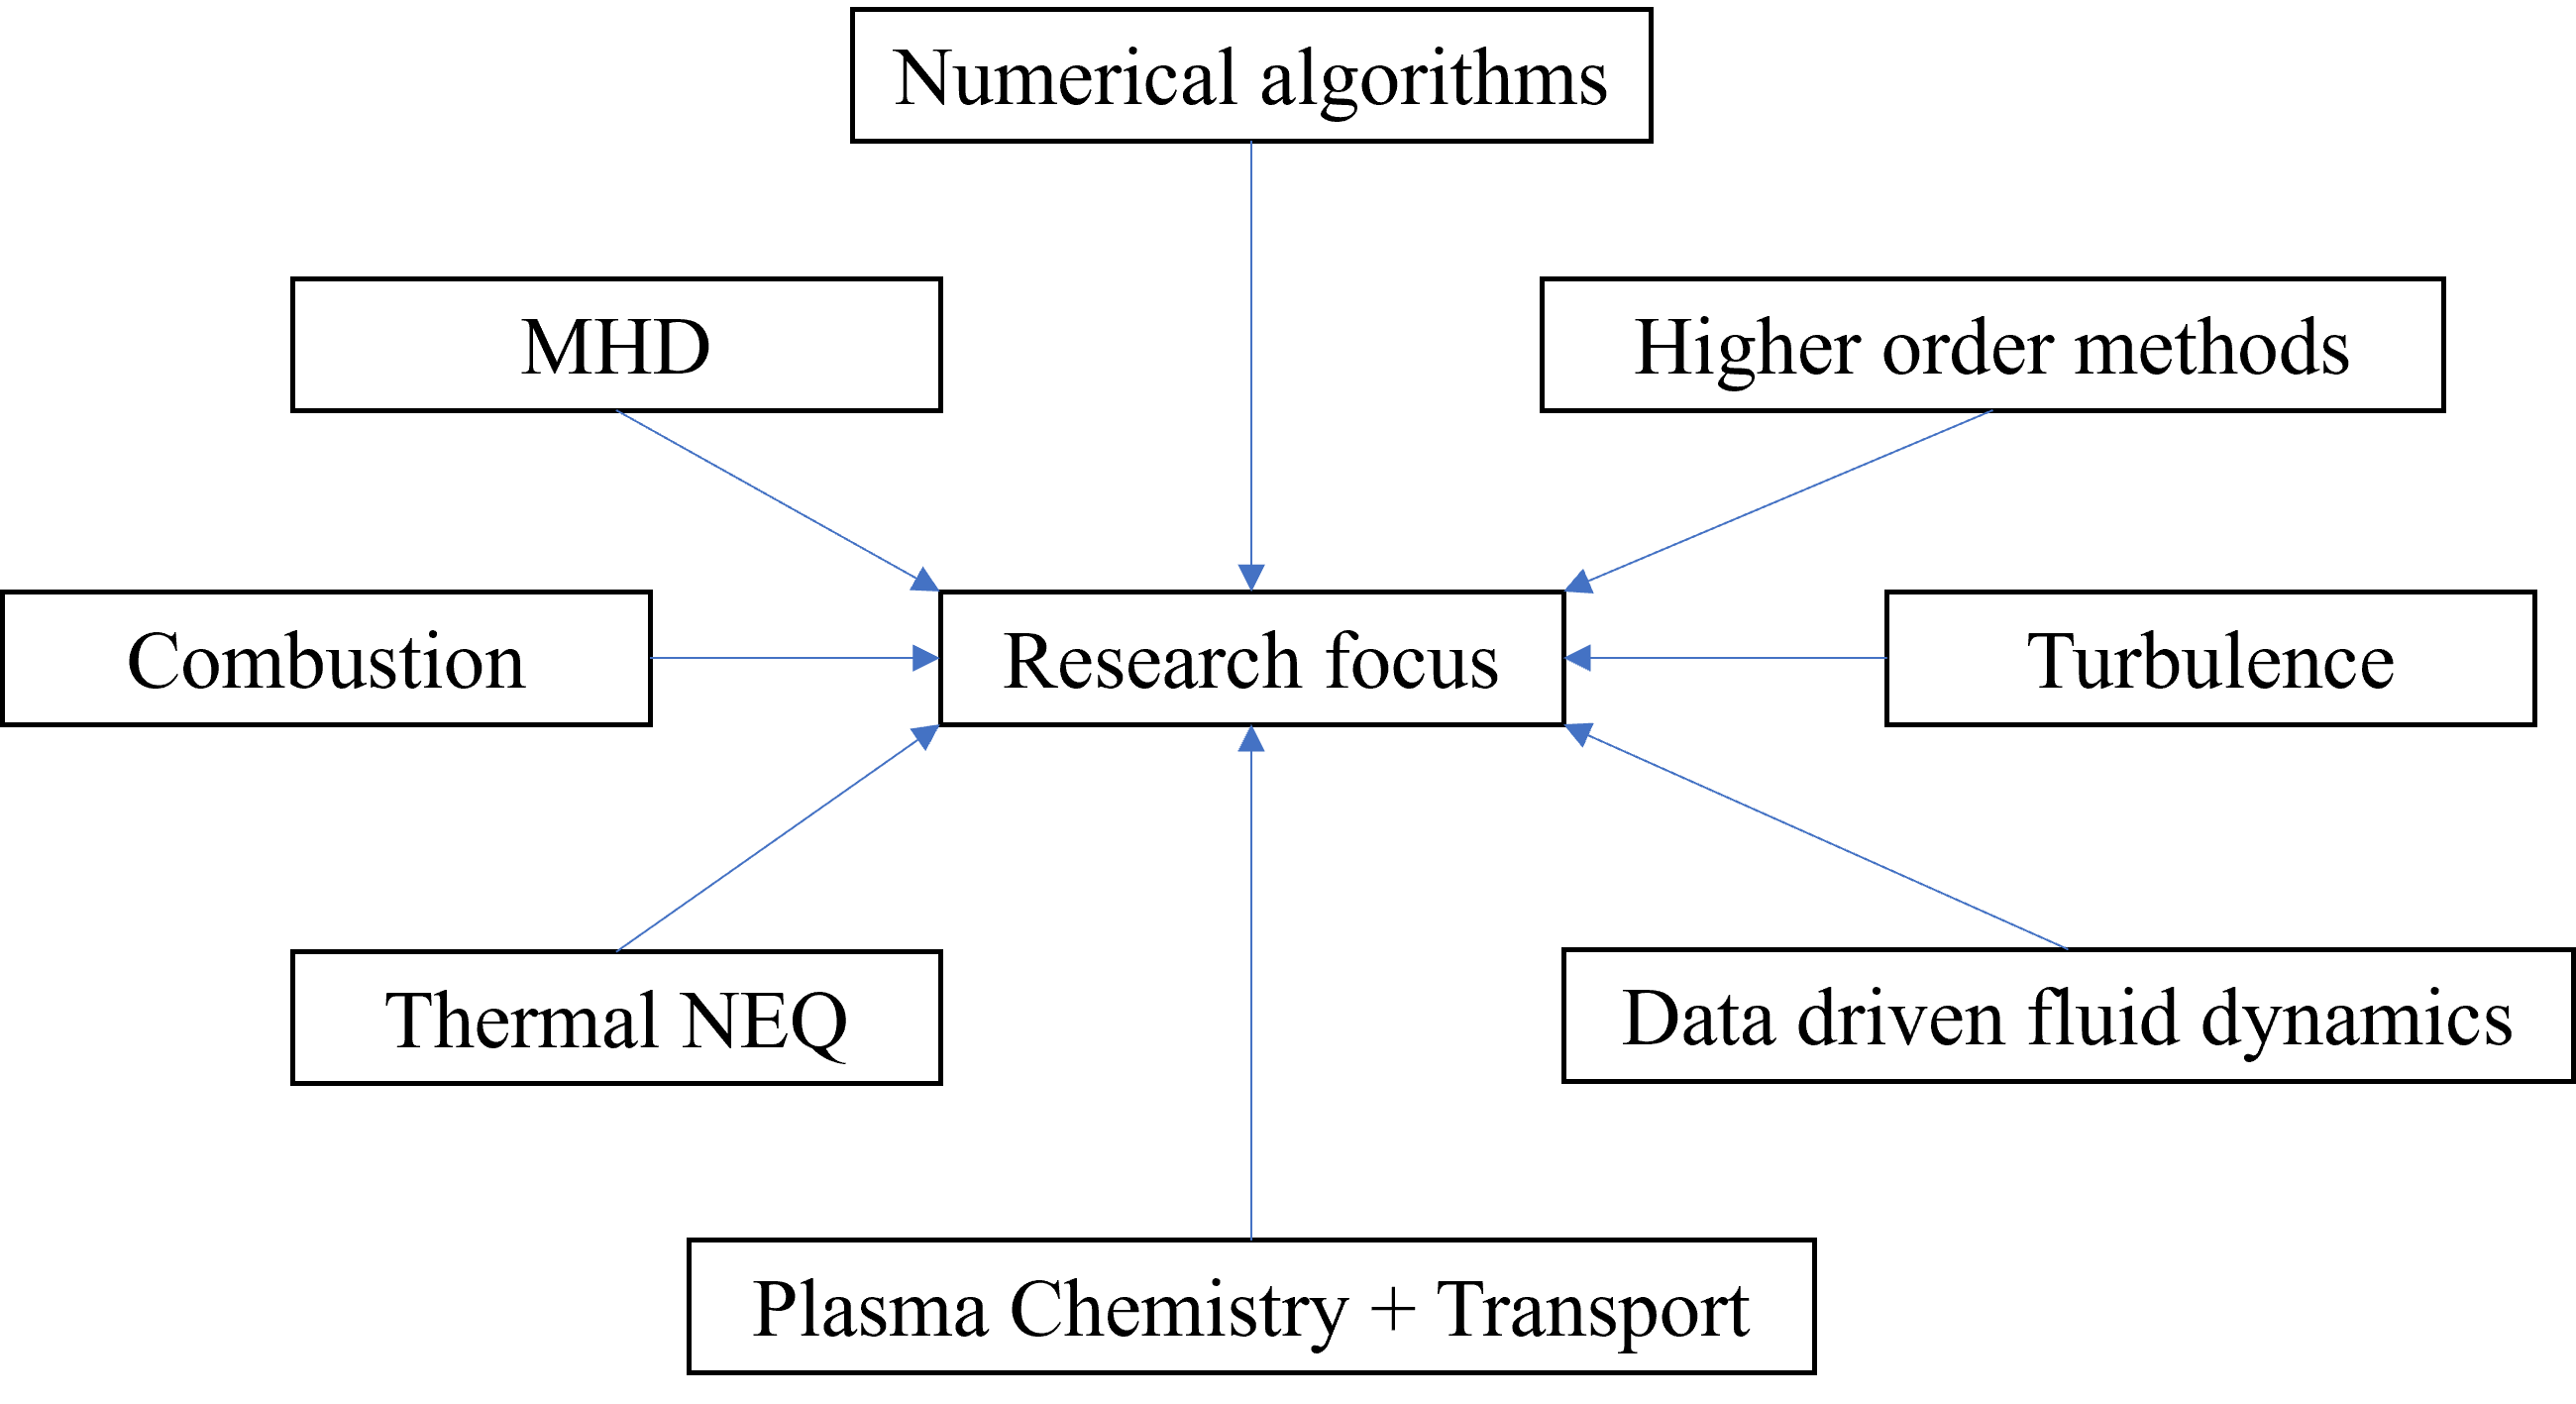 Numerical algorithms
MHD
Higher order methods
Combustion
Research focus
Turbulence
Thermal NEQ
Data driven fluid dynamics
Plasma Chemistry + Transport